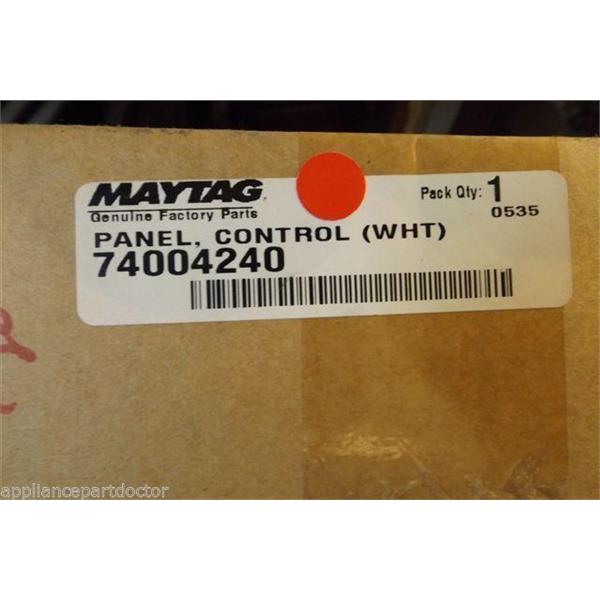 MAYTAG
Genuine Factory Parts
Pack Qty: 1
0535
PANEL, CONTROL (WHT)
74004240
appliancepartdoctor